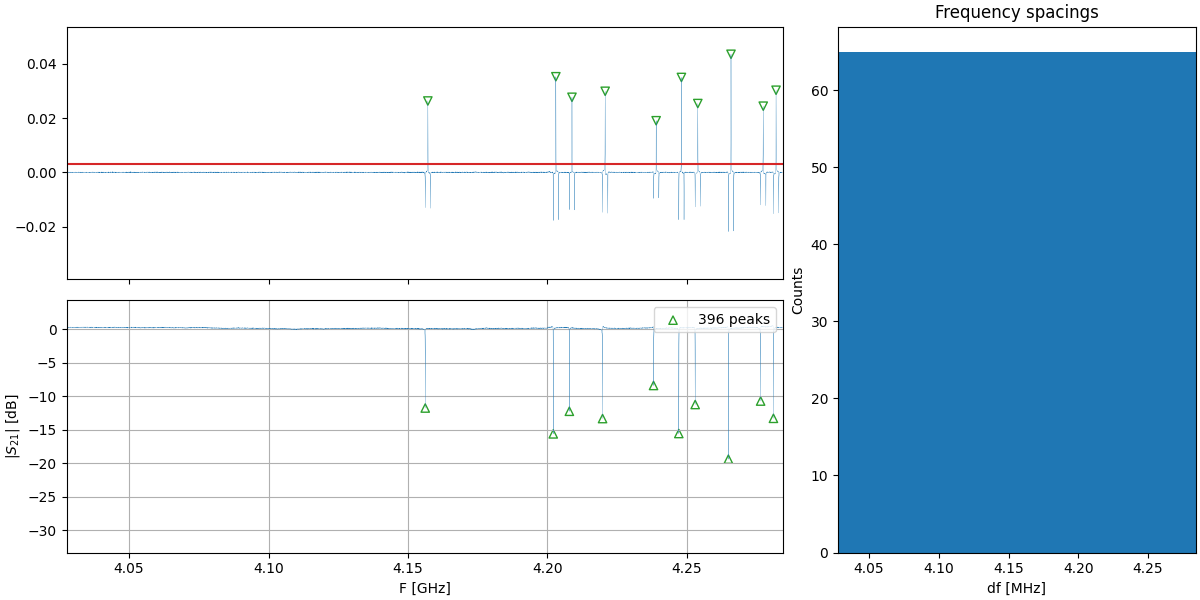 Frequency spacings
0.04
0.02
0.00
−0.02
60
50
40
30
20
10
0
Counts
0
−5
−10
−15
−20
−25
−30
|S21| [dB]
396 peaks
4.05 4.10 4.15 4.20 4.25
F [GHz]
4.05 4.10 4.15 4.20 4.25
df [MHz]